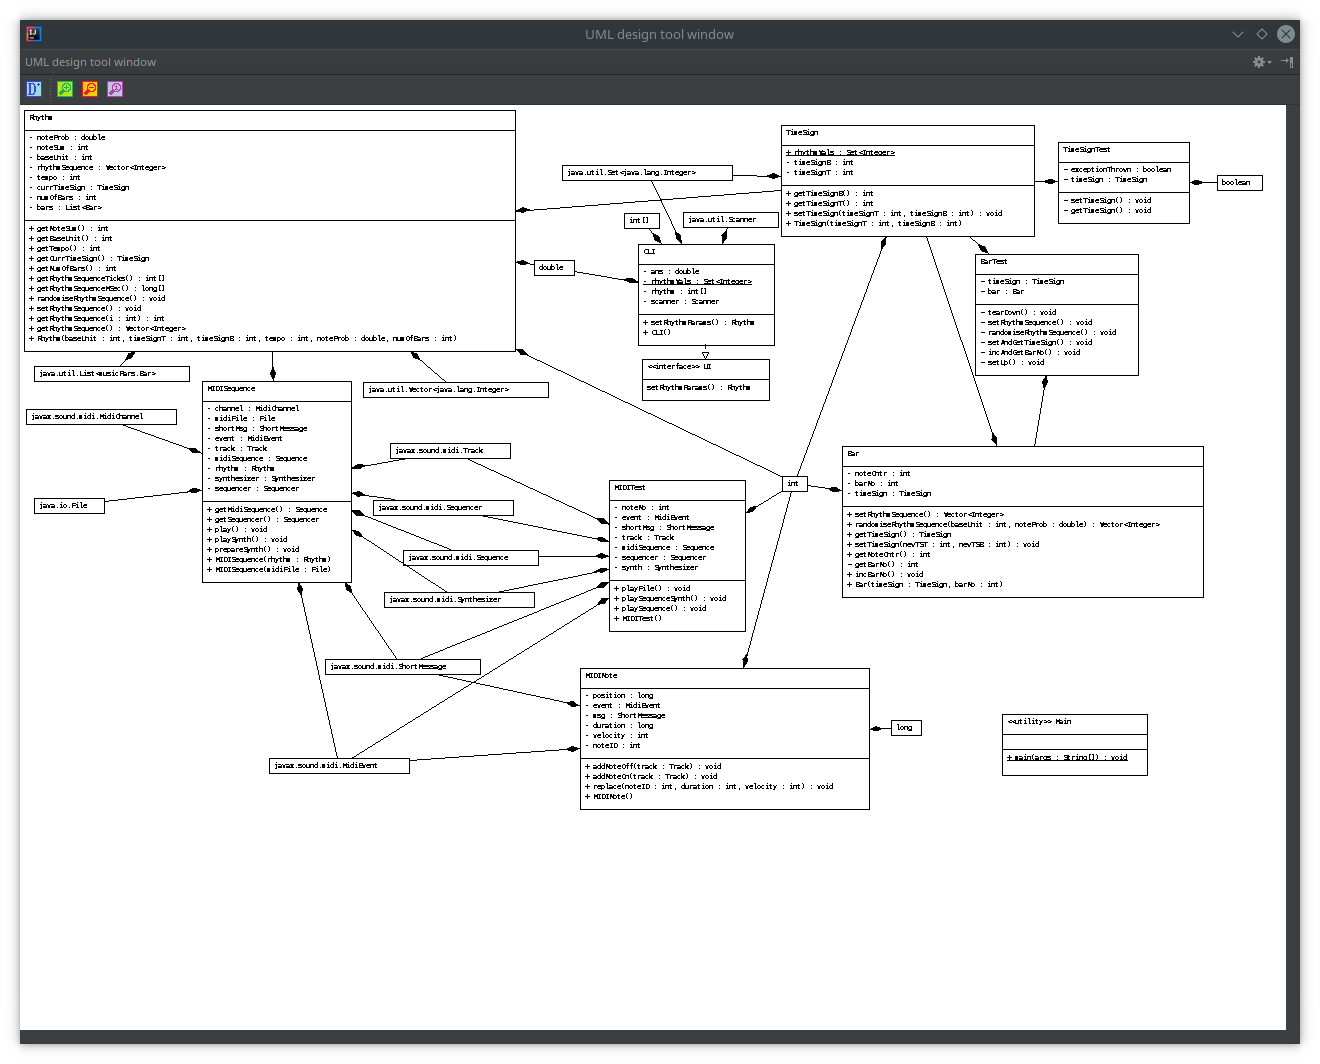 UML design tool window
UML design tool window
Rhythm
- noteProb : double
- noteSum : int
- baseUnit : int
- rhythmSequence : Vector<Integer>
- tempo : int
- currTimeSign : TimeSign
- numOfBars : int
- bars : List<Bar>
+ getNoteSum() : int
+ getBaseUnit() : int
+ getTempo() : int
+ getCurrTimeSign() : TimeSign
+ getNumOfBars() : int
+ getRhythmSequenceTicks() : int[]
+ getRhythmSequenceMSec() : long[]
+ randomiseRhythmSequence() : void
+ setRhythmSequence() : void
+ getRhythmSequence(i : int) : int
+ getRhythmSequence() : Vector<Integer>
+ Rhythm(baseUnit : int, timeSignT : int, timeSignB : int, tempo : int, noteProb : double, numOfBars : int)
TimeSign
+ rhythmVals : Set<Integer>
- timeSignB : int
- timeSignT : int
+ getTimeSignB() : int
+ getTimeSignT() : int
+ setTimeSign(timeSignT : int, timeSignB : int) : void
+ TimeSign(timeSignT : int, timeSignB : int)
TimeSignTest
~ exceptionThrown : boolean
~ timeSign : TimeSign
~ setTimeSign() : void
~ getTimeSign() : void
boolean
java.util.Set<java.lang.Integer>
int[]
java.util.Scanner
double
CLI
- ans : double
- rhythmVals : Set<Integer>
- rhythm : int[]
- scanner : Scanner
+ setRhythmParams() : Rhythm
+ CLI()
<<interface>> UI
setRhythmParams() : Rhythm
BarTest
~ timeSign : TimeSign
~ bar : Bar
~ tearDown() : void
~ setRhythmSequence() : void
~ randomiseRhythmSequence() : void
~ setAndGetTimeSign() : void
~ incAndGetBarNo() : void
~ setUp() : void
java.util.List<musicPars.Bar>
java.util.Vector<java.lang.Integer>
MIDISequence
- channel : MidiChannel
- midiFile : File
- shortMsg : ShortMessage
- event : MidiEvent
- track : Track
- midiSequence : Sequence
- rhythm : Rhythm
- synthesizer : Synthesizer
- sequencer : Sequencer
+ getMidiSequence() : Sequence
+ getSequencer() : Sequencer
+ play() : void
+ playSynth() : void
+ prepareSynth() : void
+ MIDISequence(rhythm : Rhythm)
+ MIDISequence(midiFile : File)
javax.sound.midi.MidiChannel
java.io.File
javax.sound.midi.Track
javax.sound.midi.Sequencer
javax.sound.midi.Sequence
javax.sound.midi.Synthesizer
javax.sound.midi.ShortMessage
javax.sound.midi.MidiEvent
MIDITest
- noteNo : int
- event : MidiEvent
- shortMsg : ShortMessage
- track : Track
- midiSequence : Sequence
- sequencer : Sequencer
- synth : Synthesizer
+ playFile() : void
+ playSequenceSynth() : void
+ playSequence() : void
+ MIDITest()
int
Bar
- noteCntr : int
- barNo : int
- timeSign : TimeSign
+ setRhythmSequence() : Vector<Integer>
+ randomiseRhythmSequence(baseUnit : int, noteProb : double) : Vector<Integer>
+ getTimeSign() : TimeSign
+ setTimeSign(newTST : int, newTSB : int) : void
+ getNoteCntr() : int
~ getBarNo() : int
+ incBarNo() : void
+ Bar(timeSign : TimeSign, barNo : int)
MIDINote
- position : long
- event : MidiEvent
- msg : ShortMessage
- duration : long
- velocity : int
- noteID : int
+ addNoteOff(track : Track) : void
+ addNoteOn(track : Track) : void
+ replace(noteID : int, duration : int, velocity : int) : void
+ MIDINote()
long
<<utility>> Main
+ main(args : String[]) : void